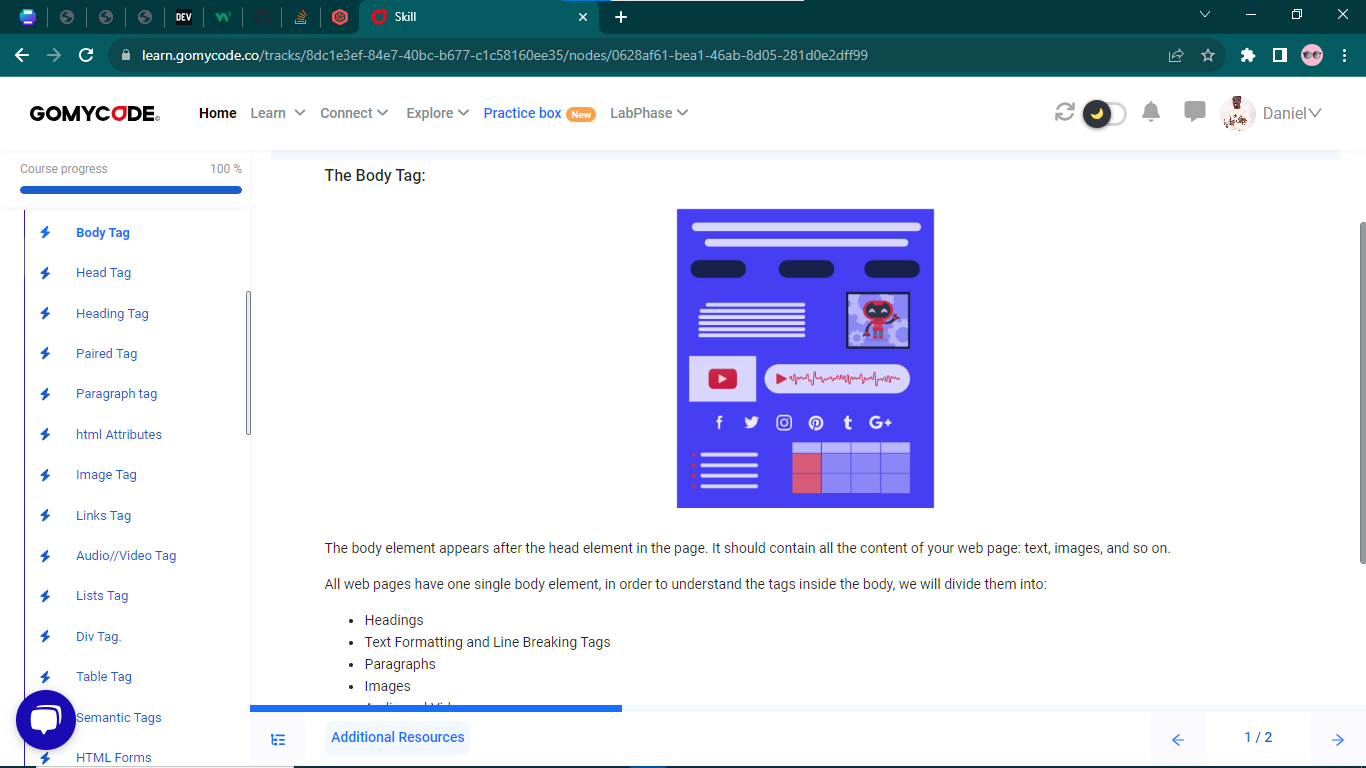 DEV
Skill
learn.gomycode.co/tracks/8dc1e3ef-84e7-40bc-b677-c1c58160ee35/nodes/0628af61-bea1-46ab-8d05-281d0e2dff99
GOMYCODE
Home Learn Connect Explore Practice box New LabPhase Daniel
Course progress 100 %
Body Tag
Head Tag
Heading Tag
Paired Tag
Paragraph tag
html Attributes
Image Tag
Links Tag
Audio//Video Tag
Lists Tag
Div Tag.
Table Tag
Semantic Tags
HTML Forms
The Body Tag:
The body element appears after the head element in the page. It should contain all the content of your web page: text, images, and so on.
All web pages have one single body element, in order to understand the tags inside the body, we will divide them into:
• Headings
• Text Formatting and Line Breaking Tags
• Paragraphs
• Images
Additional Resources
1 / 2